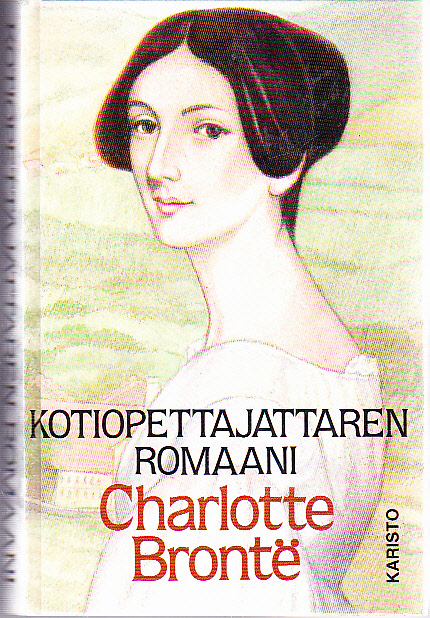 KOTIOPETTAJATTAREN
ROMAANI
Charlotte
Brontë
KARISTO